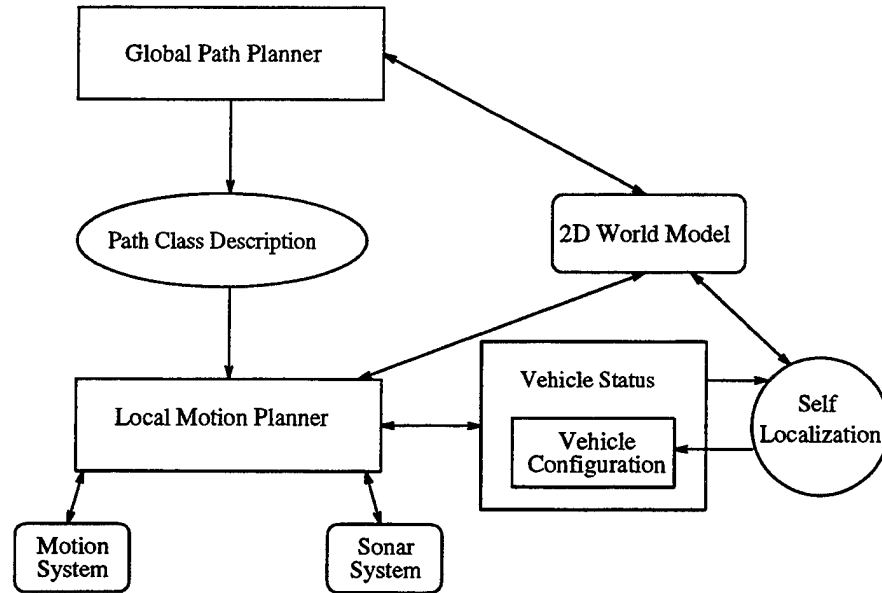 Global Path Planner
Path Class Description
2D World Model
Local Motion Planner
Vehicle Status
Vehicle
Configuration
Self
Localization
Motion
System
Sonar
System